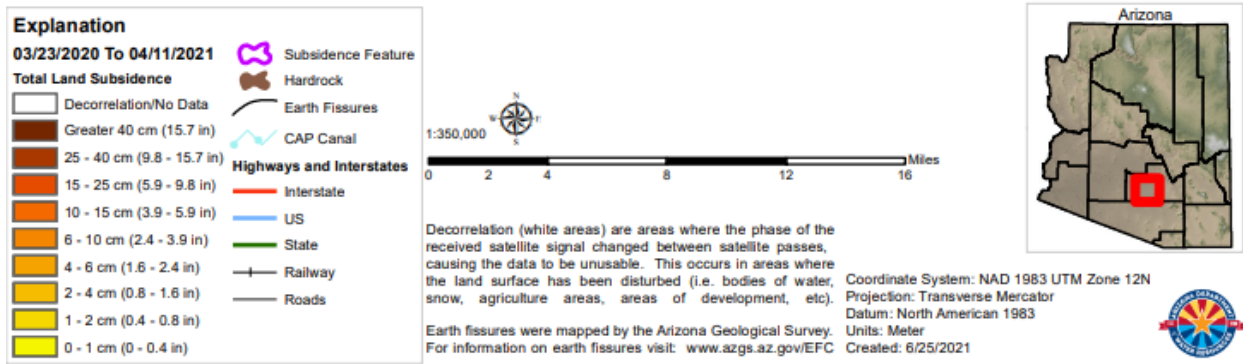 Explanation
03/23/2020 To 04/11/2021
Total Land Subsidence
Decorrelation/No Data
Greater 40 cm (15.7 in)
25 - 40 cm (9.8 - 15.7 in)
15 - 25 cm (5.9 - 9.8 in)
10 - 15 cm (3.9 - 5.9 in)
6 - 10 cm (2.4 - 3.9 in)
4 - 6 cm (1.6 - 2.4 in)
2 - 4 cm (0.8 - 1.6 in)
1 - 2 cm (0.4 - 0.8 in)
0 - 1 cm (0 - 0.4 in)
Subsidence Feature
Hardrock
Earth Fissures
CAP Canal
Highways and Interstates
Interstate
US
State
Railway
Roads
N
W E
S
1:350,000
Miles
0 2 4 8 12 16
Decorrelation (white areas) are areas where the phase of the
received satellite signal changed between satellite passes,
causing the data to be unusable. This occurs in areas where
the land surface has been disturbed (i.e. bodies of water,
snow, agriculture areas, areas of development, etc).
Earth fissures were mapped by the Arizona Geological Survey.
For information on earth fissures visit: www.azgs.az.gov/EFC
Coordinate System: NAD 1983 UTM Zone 12N
Projection: Transverse Mercator
Datum: North American 1983
Units: Meter
Created: 6/25/2021
Arizona
ARIZONA DEPARTMENT
WATER RESOURCES